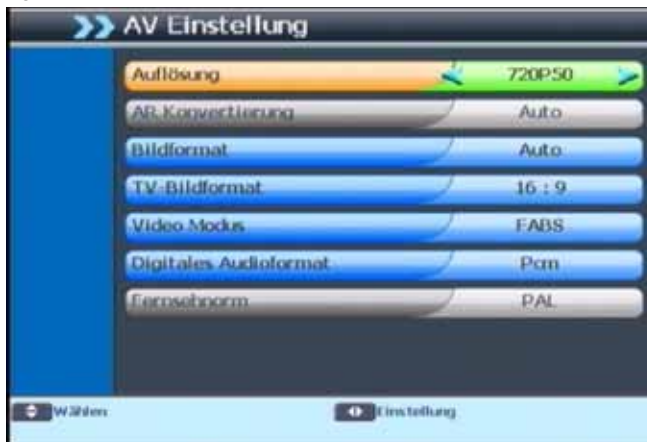 AV Einstellung
Auflösung 720P50
AR Konvertierung Auto
Bildformat Auto
TV-Bildformat 16 : 9
Video Modus FABS
Digitales Audioformat Pcm
Fernsehnorm PAL
Wählen Einstellung